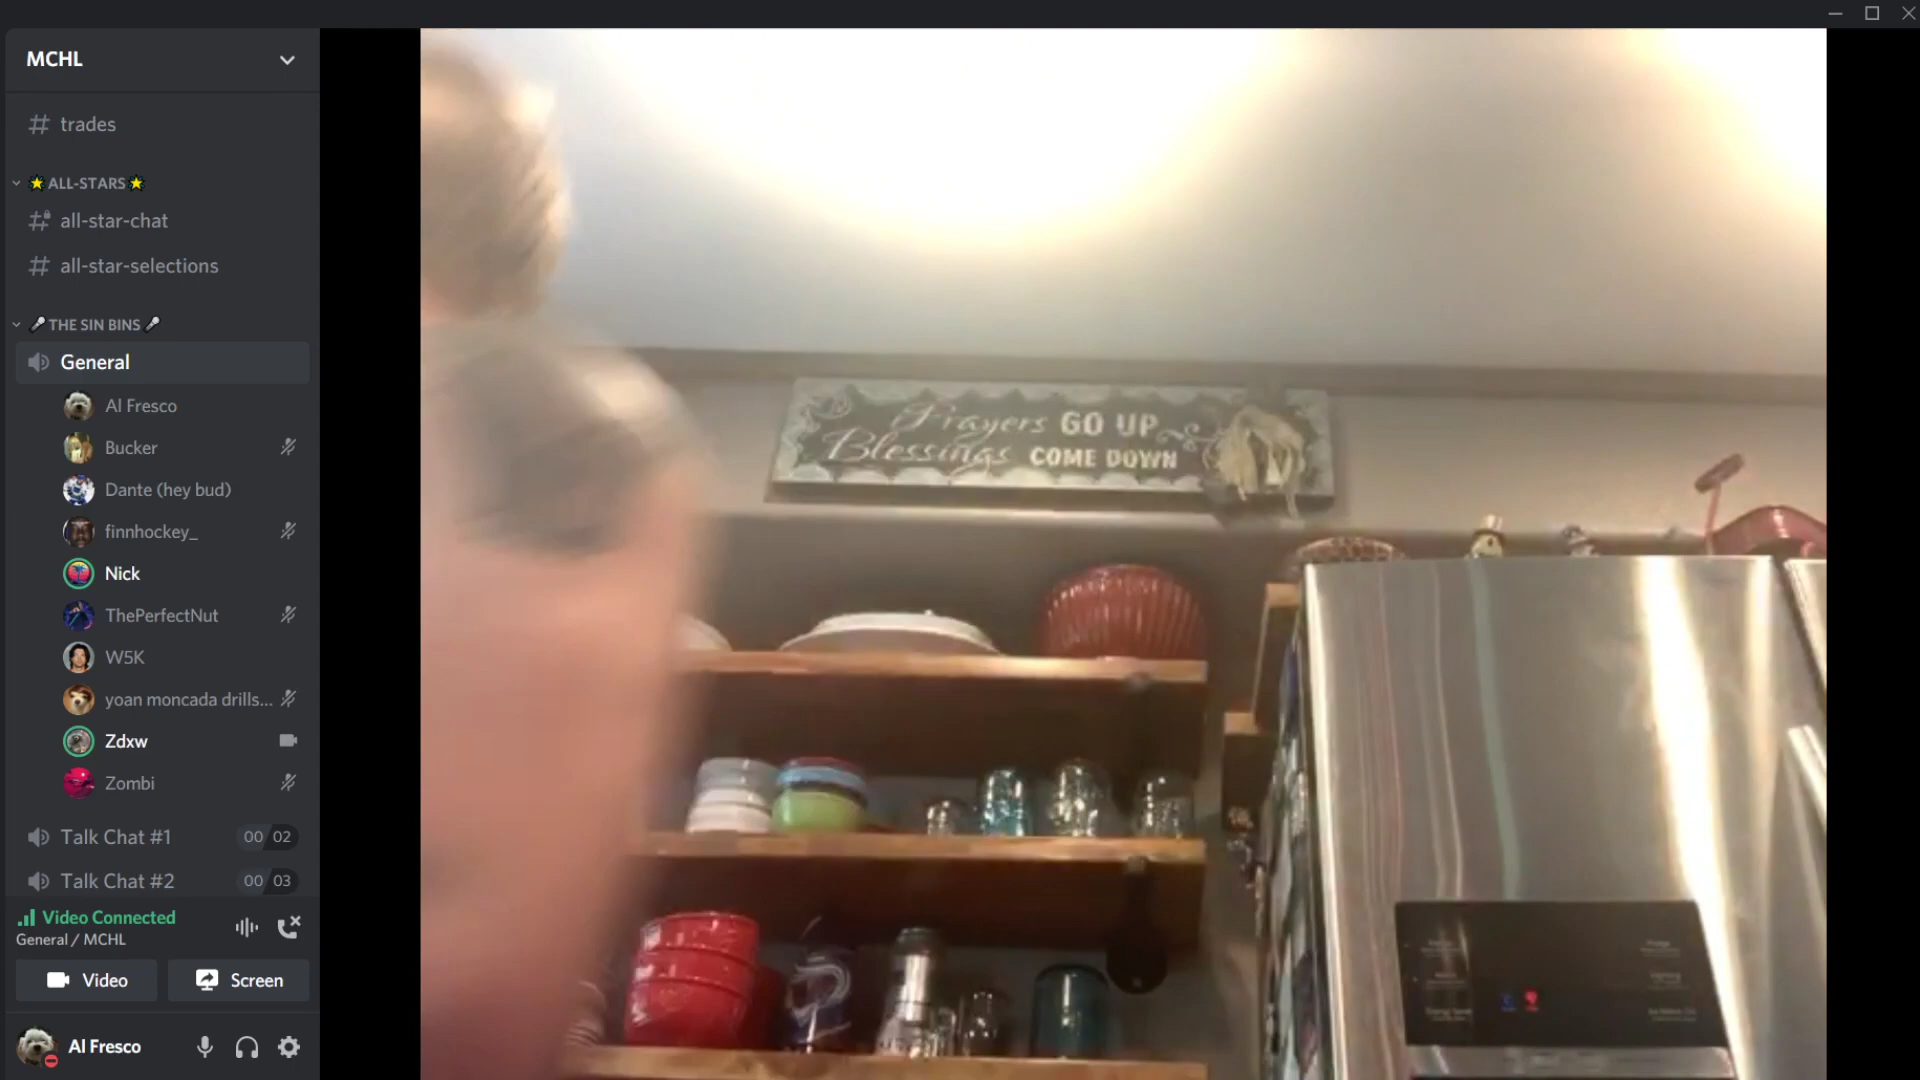 MCHL
trades
ALL-STARS
all-star-chat
all-star-selections
THE SIN BINS
General
Al Fresco
Bucker
Dante (hey bud)
finnhockey_
Nick
ThePerfectNut
W5K
yoan moncada drills...
Zdxw
Zombi
Talk Chat #1 00 02
Talk Chat #2 00 03
Video Connected
General / MCHL
Video Screen
Al Fresco
Prayers GO UP
Blessings COME DOWN